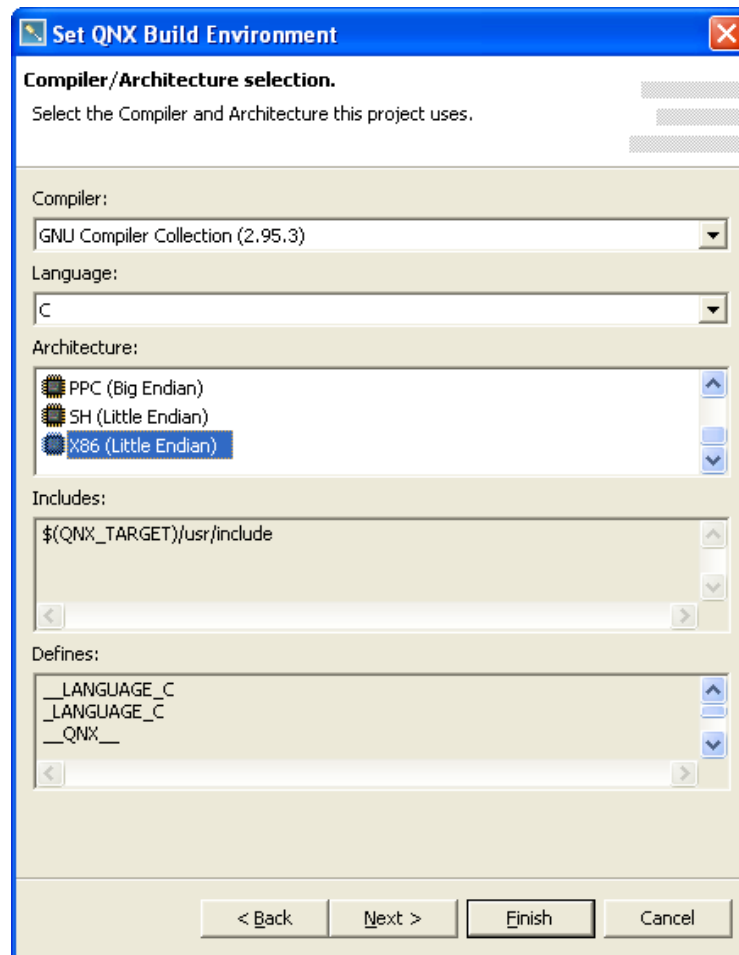 Set QNX Build Environment
Compiler/Architecture selection.
Select the Compiler and Architecture this project uses.
Compiler:
GNU Compiler Collection (2.95.3)
Language:
C
Architecture:
PPC (Big Endian)
SH (Little Endian)
X86 (Little Endian)
Includes:
$(QNX_TARGET)/usr/include
Defines:
__LANGUAGE_C
_LANGUAGE_C
__QNX__
< Back Next > Finish Cancel